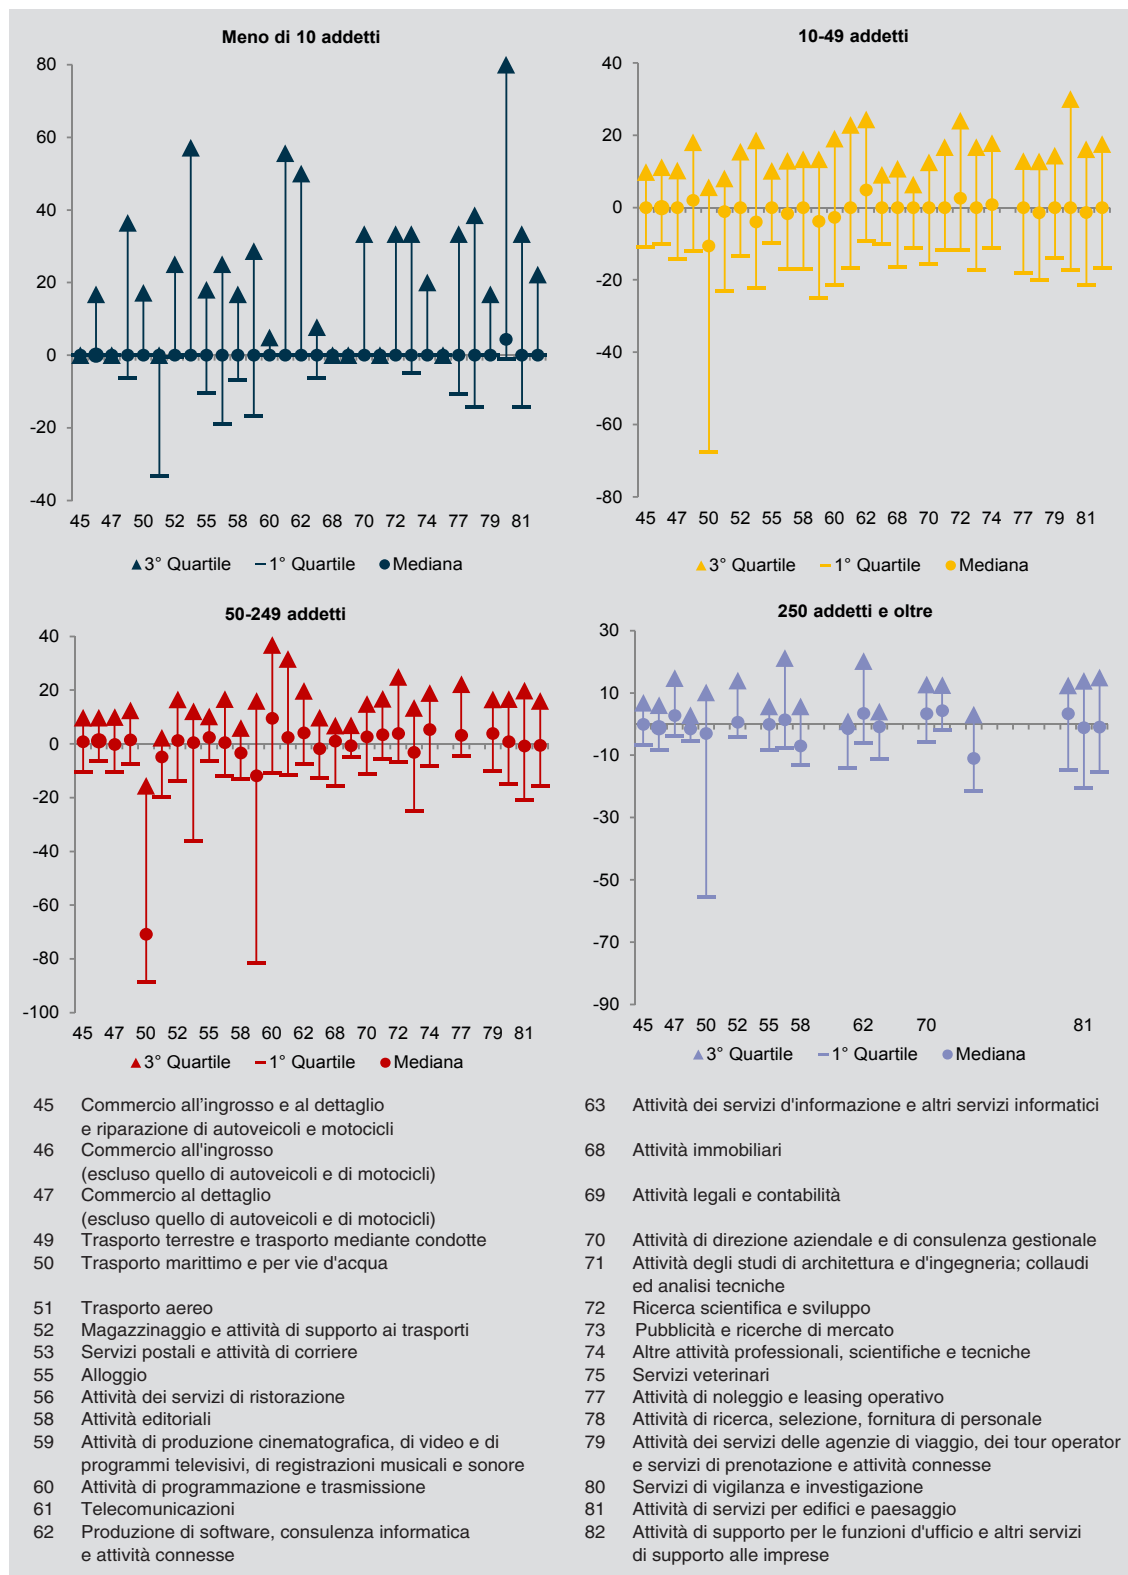 Meno di 10 addetti
80
60
40
20
0
-20
-40
45 47 50 52 55 58 60 62 68 70 72 74 77 79 81
3° Quartile 1° Quartile Mediana
10-49 addetti
40
20
0
-20
-40
-60
-80
45 47 50 52 55 58 60 62 68 70 72 74 77 79 81
3° Quartile 1° Quartile Mediana
50-249 addetti
40
20
0
-20
-40
-60
-80
-100
45 47 50 52 55 58 60 62 68 70 72 74 77 79 81
3° Quartile 1° Quartile Mediana
250 addetti e oltre
30
10
-10
-30
-50
-70
-90
45 47 50 52 55 58 62 70 81
3° Quartile 1° Quartile Mediana
45 Commercio all'ingrosso e al dettaglio
e riparazione di autoveicoli e motocicli
46 Commercio all'ingrosso
(escluso quello di autoveicoli e di motocicli)
47 Commercio al dettaglio
(escluso quello di autoveicoli e di motocicli)
49 Trasporto terrestre e trasporto mediante condotte
50 Trasporto marittimo e per vie d'acqua
51 Trasporto aereo
52 Magazzinaggio e attività di supporto ai trasporti
53 Servizi postali e attività di corriere
55 Alloggio
56 Attività dei servizi di ristorazione
58 Attività editoriali
59 Attività di produzione cinematografica, di video e di
programmi televisivi, di registrazioni musicali e sonore
60 Attività di programmazione e trasmissione
61 Telecomunicazioni
62 Produzione di software, consulenza informatica
e attività connesse
63 Attività dei servizi d'informazione e altri servizi informatici
68 Attività immobiliari
69 Attività legali e contabilità
70 Attività di direzione aziendale e di consulenza gestionale
71 Attività degli studi di architettura e d'ingegneria; collaudi
ed analisi tecniche
72 Ricerca scientifica e sviluppo
73 Pubblicità e ricerche di mercato
74 Altre attività professionali, scientifiche e tecniche
75 Servizi veterinari
77 Attività di noleggio e leasing operativo
78 Attività di ricerca, selezione, fornitura di personale
79 Attività dei servizi delle agenzie di viaggio, dei tour operator
e servizi di prenotazione e attività connesse
80 Servizi di vigilanza e investigazione
81 Attività di servizi per edifici e paesaggio
82 Attività di supporto per le funzioni d'ufficio e altri servizi
di supporto alle imprese